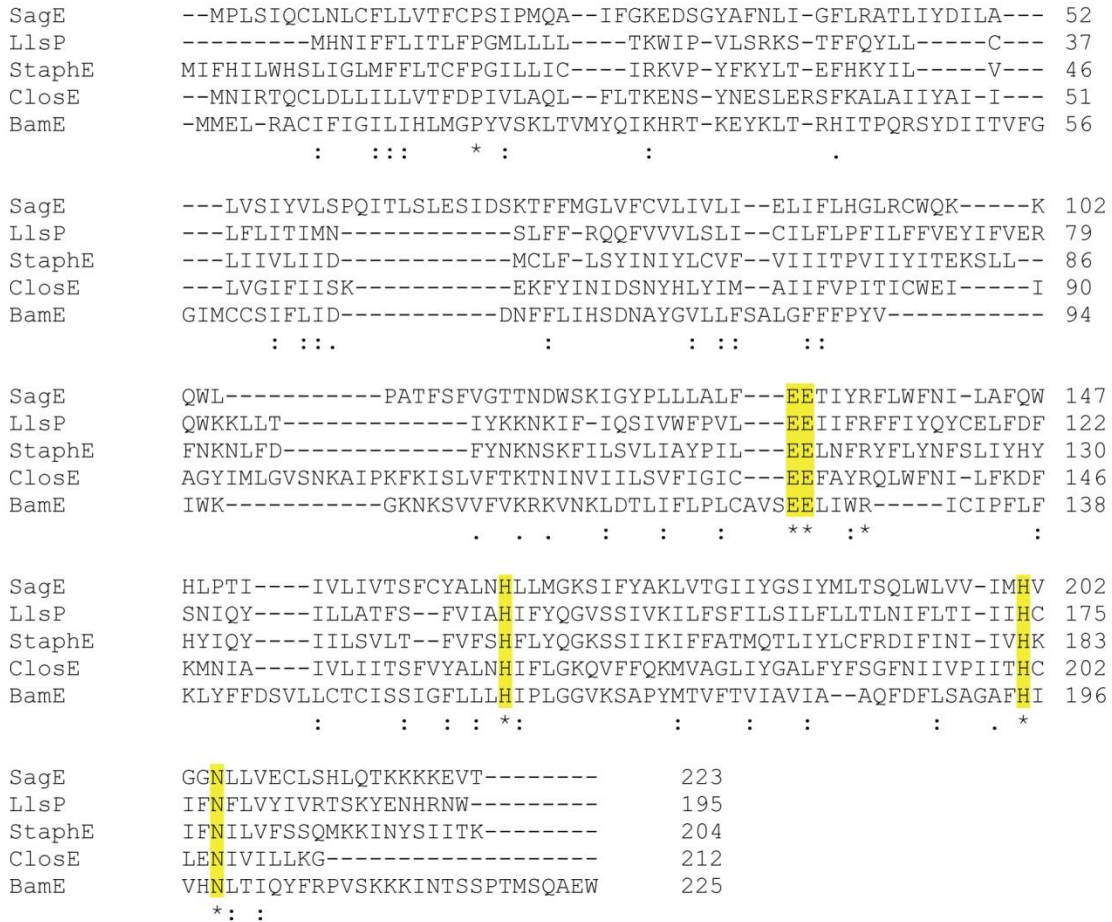 SagE --MPLSIQCLNLCFLLVTFCPSIPMQA--IFGKEDSGYAFNLI-GFLRATLIYDILA--- 52
LlsP ---------MHNIFFLITLFPGMLLLL----TKWIP-VLSRKS-TFFQYLL-----C--- 37
StaphE MIFHILWHSLIGLMFFLTCFPGILLIC----IRKVP-YFKYLT-EFHKYIL-----V--- 46
ClosE --MNIRTQCLDLLILLVTFDPIVLAQL--FLTKENS-YNESLERSFKALAIIYAI-I--- 51
BamE -MMEL-RACIFIGILIHLMGPYVSKLTVMYQIKHRT-KEYKLT-RHITPQRSYDIITVFG 56
: ::: * : : .
SagE ---LVSIYVLSPQITLSLESIDSKTFFMGLVFCVLIVLI--ELIFLHGLRCWQK-----K 102
LlsP ---LFLITIMN------------SLFF-RQQFVVVLSLI--CILFLPFILFFVEYIFVER 79
StaphE ---LIIVLIID------------MCLF-LSYINIYLCVF--VIIITPVIIYITEKSLL-- 86
ClosE ---LVGIFIISK-----------EKFYINIDSNYHLYIM--AIIFVPITICWEI-----I 90
BamE GIMCCSIFLID-----------DNFFLIHSDNAYGVLLFSALGFFFPYV----------- 94
: ::. : : :: ::
SagE QWL-----------PATFSFVGTTNDWSKIGYPLLLALF---EETIYRFLWFNI-LAFQW 147
LlsP QWKKLLT-----------IYKKNKIF-IQSIVWFPVL---EEIIFRFFIYQYCELFDF 122
StaphE FNKNLFD-----------FYNKNSKFILSVLIAYPIL---EELNFRYFLYNFSLIYHY 130
ClosE AGYIMLGVSNKAIPKFKISLVFTKTNINVIILSVFIGIC---EEFAYRQLWFNI-LFKDF 146
BamE IWK-----------GKNKSVVFVKRKVNKLDTLIFLPLCAVSEELIWR-----ICIPFLF 138
. . . : : : ** :* :
SagE HLPTI----IVLIVTSFCYALNHLLMGKSIFYAKLVTGIIYGSIYMLTSQLWLVV-IMHV 202
LlsP SNIQY----ILLATFS--FVIAHIFYQGVSSIVKILFSFILSILFLLTLNIFLTI-IIHC 175
StaphE HYIQY----IILSVLT--FVFSHFLYQGKSSIIKIFFATMQTLIYLCFRDIFINI-IVHK 183
ClosE KMNIA----IVLIITSFVYALNHIFLGKQVFFQKMVAGLIYGALFYFSGFNIIVPIITHC 202
BamE KLYFFDSVLLCTCISSIGFLLLHIPLGGVKSAPYMTVFTVIAVIA--AQFDFLSAGAFHI 196
: : : : *: : : : : . *
SagE GGNLLVECLSHLQTKKKKEVT-------- 223
LlsP IFNFLVYIVRTSKYENHRNW--------- 195
StaphE IFNILVFSSQMKKINYSIITK-------- 204
ClosE LENIVILLKG------------------- 212
BamE VHNLTIQYFRPVSKKKINTSSPTMSQAEW 225
*: :